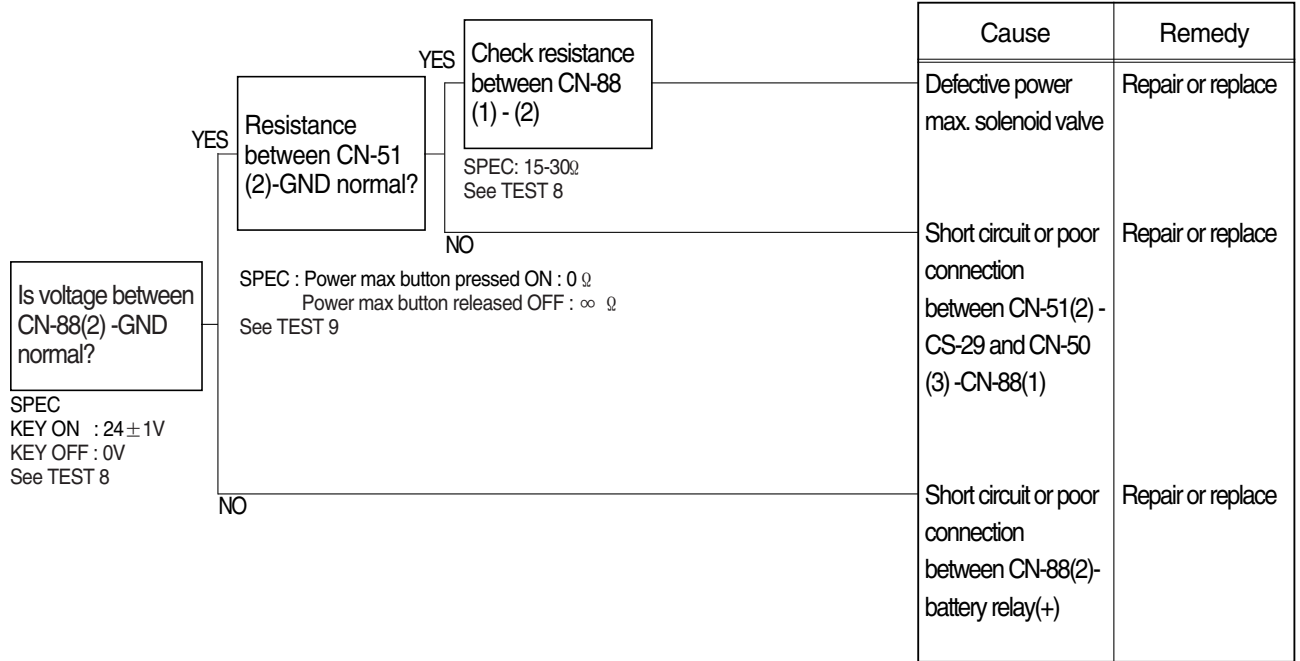 Cause
Remedy
YES
Check resistance
between CN-88
(1) - (2)
SPEC: 15-30Ω
See TEST 8
Defective power
max. solenoid valve
Repair or replace
YES
Resistance
between CN-51
(2)-GND normal?
NO
SPEC : Power max button pressed ON : 0 Ω
Power max button released OFF : ∞ Ω
See TEST 9
Short circuit or poor
connection
between CN-51(2) -
CS-29 and CN-50
(3) -CN-88(1)
Repair or replace
Is voltage between
CN-88(2) -GND
normal?
SPEC
KEY ON : 24±1V
KEY OFF : 0V
See TEST 8
NO
Short circuit or poor
connection
between CN-88(2)-
battery relay(+)
Repair or replace